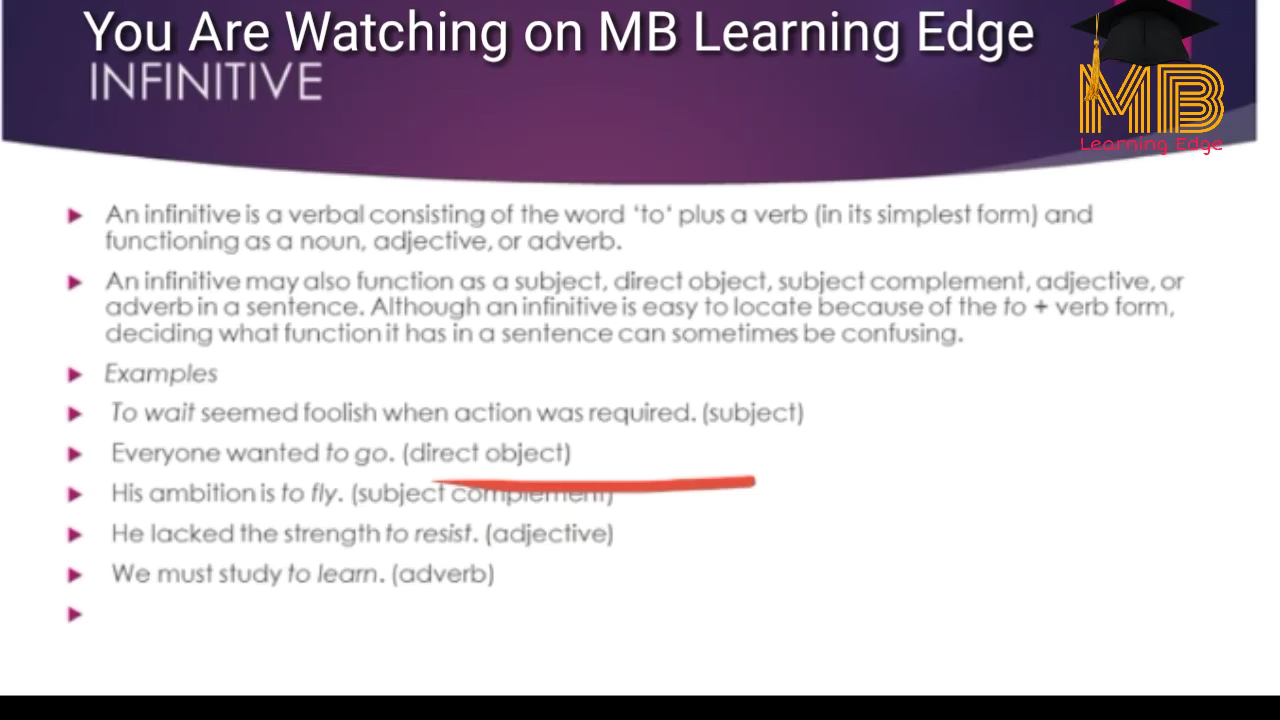 You Are Watching on MB Learning Edge
INFINITIVE
MB
Learning Edge
An infinitive is a verbal consisting of the word ‘to‘ plus a verb (in its simplest form) and
functioning as a noun, adjective, or adverb.
An infinitive may also function as a subject, direct object, subject complement, adjective, or
adverb in a sentence. Although an infinitive is easy to locate because of the to + verb form,
deciding what function it has in a sentence can sometimes be confusing.
Examples
To wait seemed foolish when action was required. (subject)
Everyone wanted to go. (direct object)
His ambition is to fly. (subject complement)
He lacked the strength to resist. (adjective)
We must study to learn. (adverb)